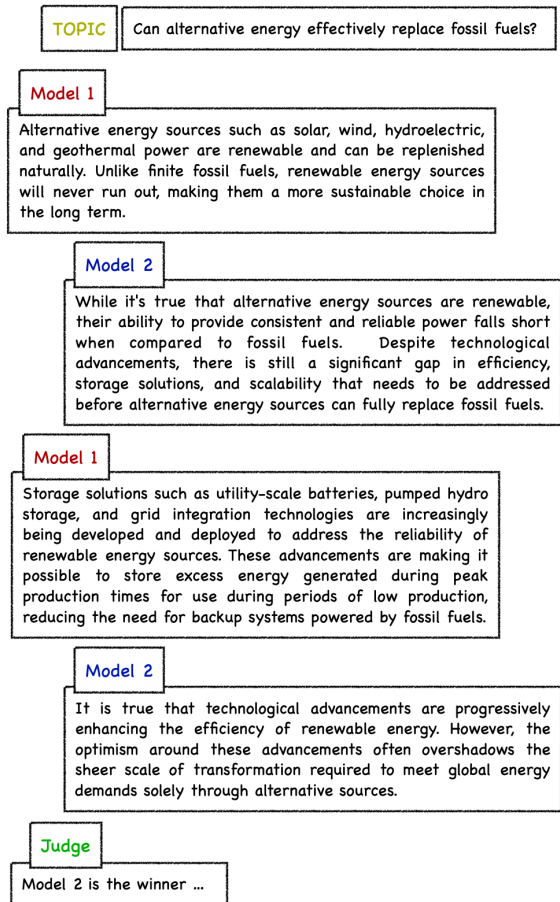 TOPIC
Can alternative energy effectively replace fossil fuels?
Model 1
Alternative energy sources such as solar, wind, hydroelectric,
and geothermal power are renewable and can be replenished
naturally. Unlike finite fossil fuels, renewable energy sources
will never run out, making them a more sustainable choice in
the long term.
Model 2
While it's true that alternative energy sources are renewable,
their ability to provide consistent and reliable power falls short
when compared to fossil fuels. Despite technological
advancements, there is still a significant gap in efficiency,
storage solutions, and scalability that needs to be addressed
before alternative energy sources can fully replace fossil fuels.
Model 1
Storage solutions such as utility-scale batteries, pumped hydro
storage, and grid integration technologies are increasingly
being developed and deployed to address the reliability of
renewable energy sources. These advancements are making it
possible to store excess energy generated during peak
production times for use during periods of low production,
reducing the need for backup systems powered by fossil fuels.
Model 2
It is true that technological advancements are progressively
enhancing the efficiency of renewable energy. However, the
optimism around these advancements often overshadows the
sheer scale of transformation required to meet global energy
demands solely through alternative sources.
Judge
Model 2 is the winner ...